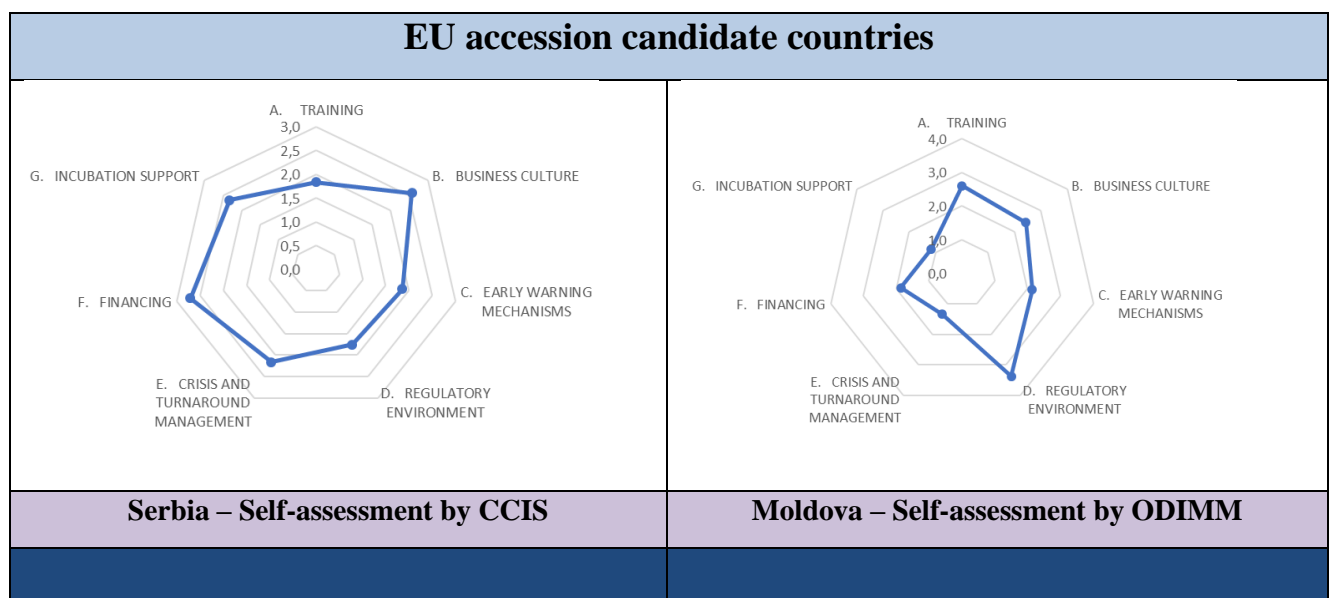 EU accession candidate countries
A. TRAINING
3,0
2,5
2,0
1,5
1,0
0,5
0,0
B. BUSINESS CULTURE
C. EARLY WARNING
MECHANISMS
D. REGULATORY
ENVIRONMENT
E. CRISIS AND
TURNAROUND
MANAGEMENT
F. FINANCING
G. INCUBATION SUPPORT
A. TRAINING
4,0
3,0
2,0
1,0
0,0
B. BUSINESS CULTURE
C. EARLY WARNING
MECHANISMS
D. REGULATORY
ENVIRONMENT
E. CRISIS AND
TURNAROUND
MANAGEMENT
F. FINANCING
G. INCUBATION SUPPORT
Serbia – Self-assessment by CCIS
Moldova – Self-assessment by ODIMM